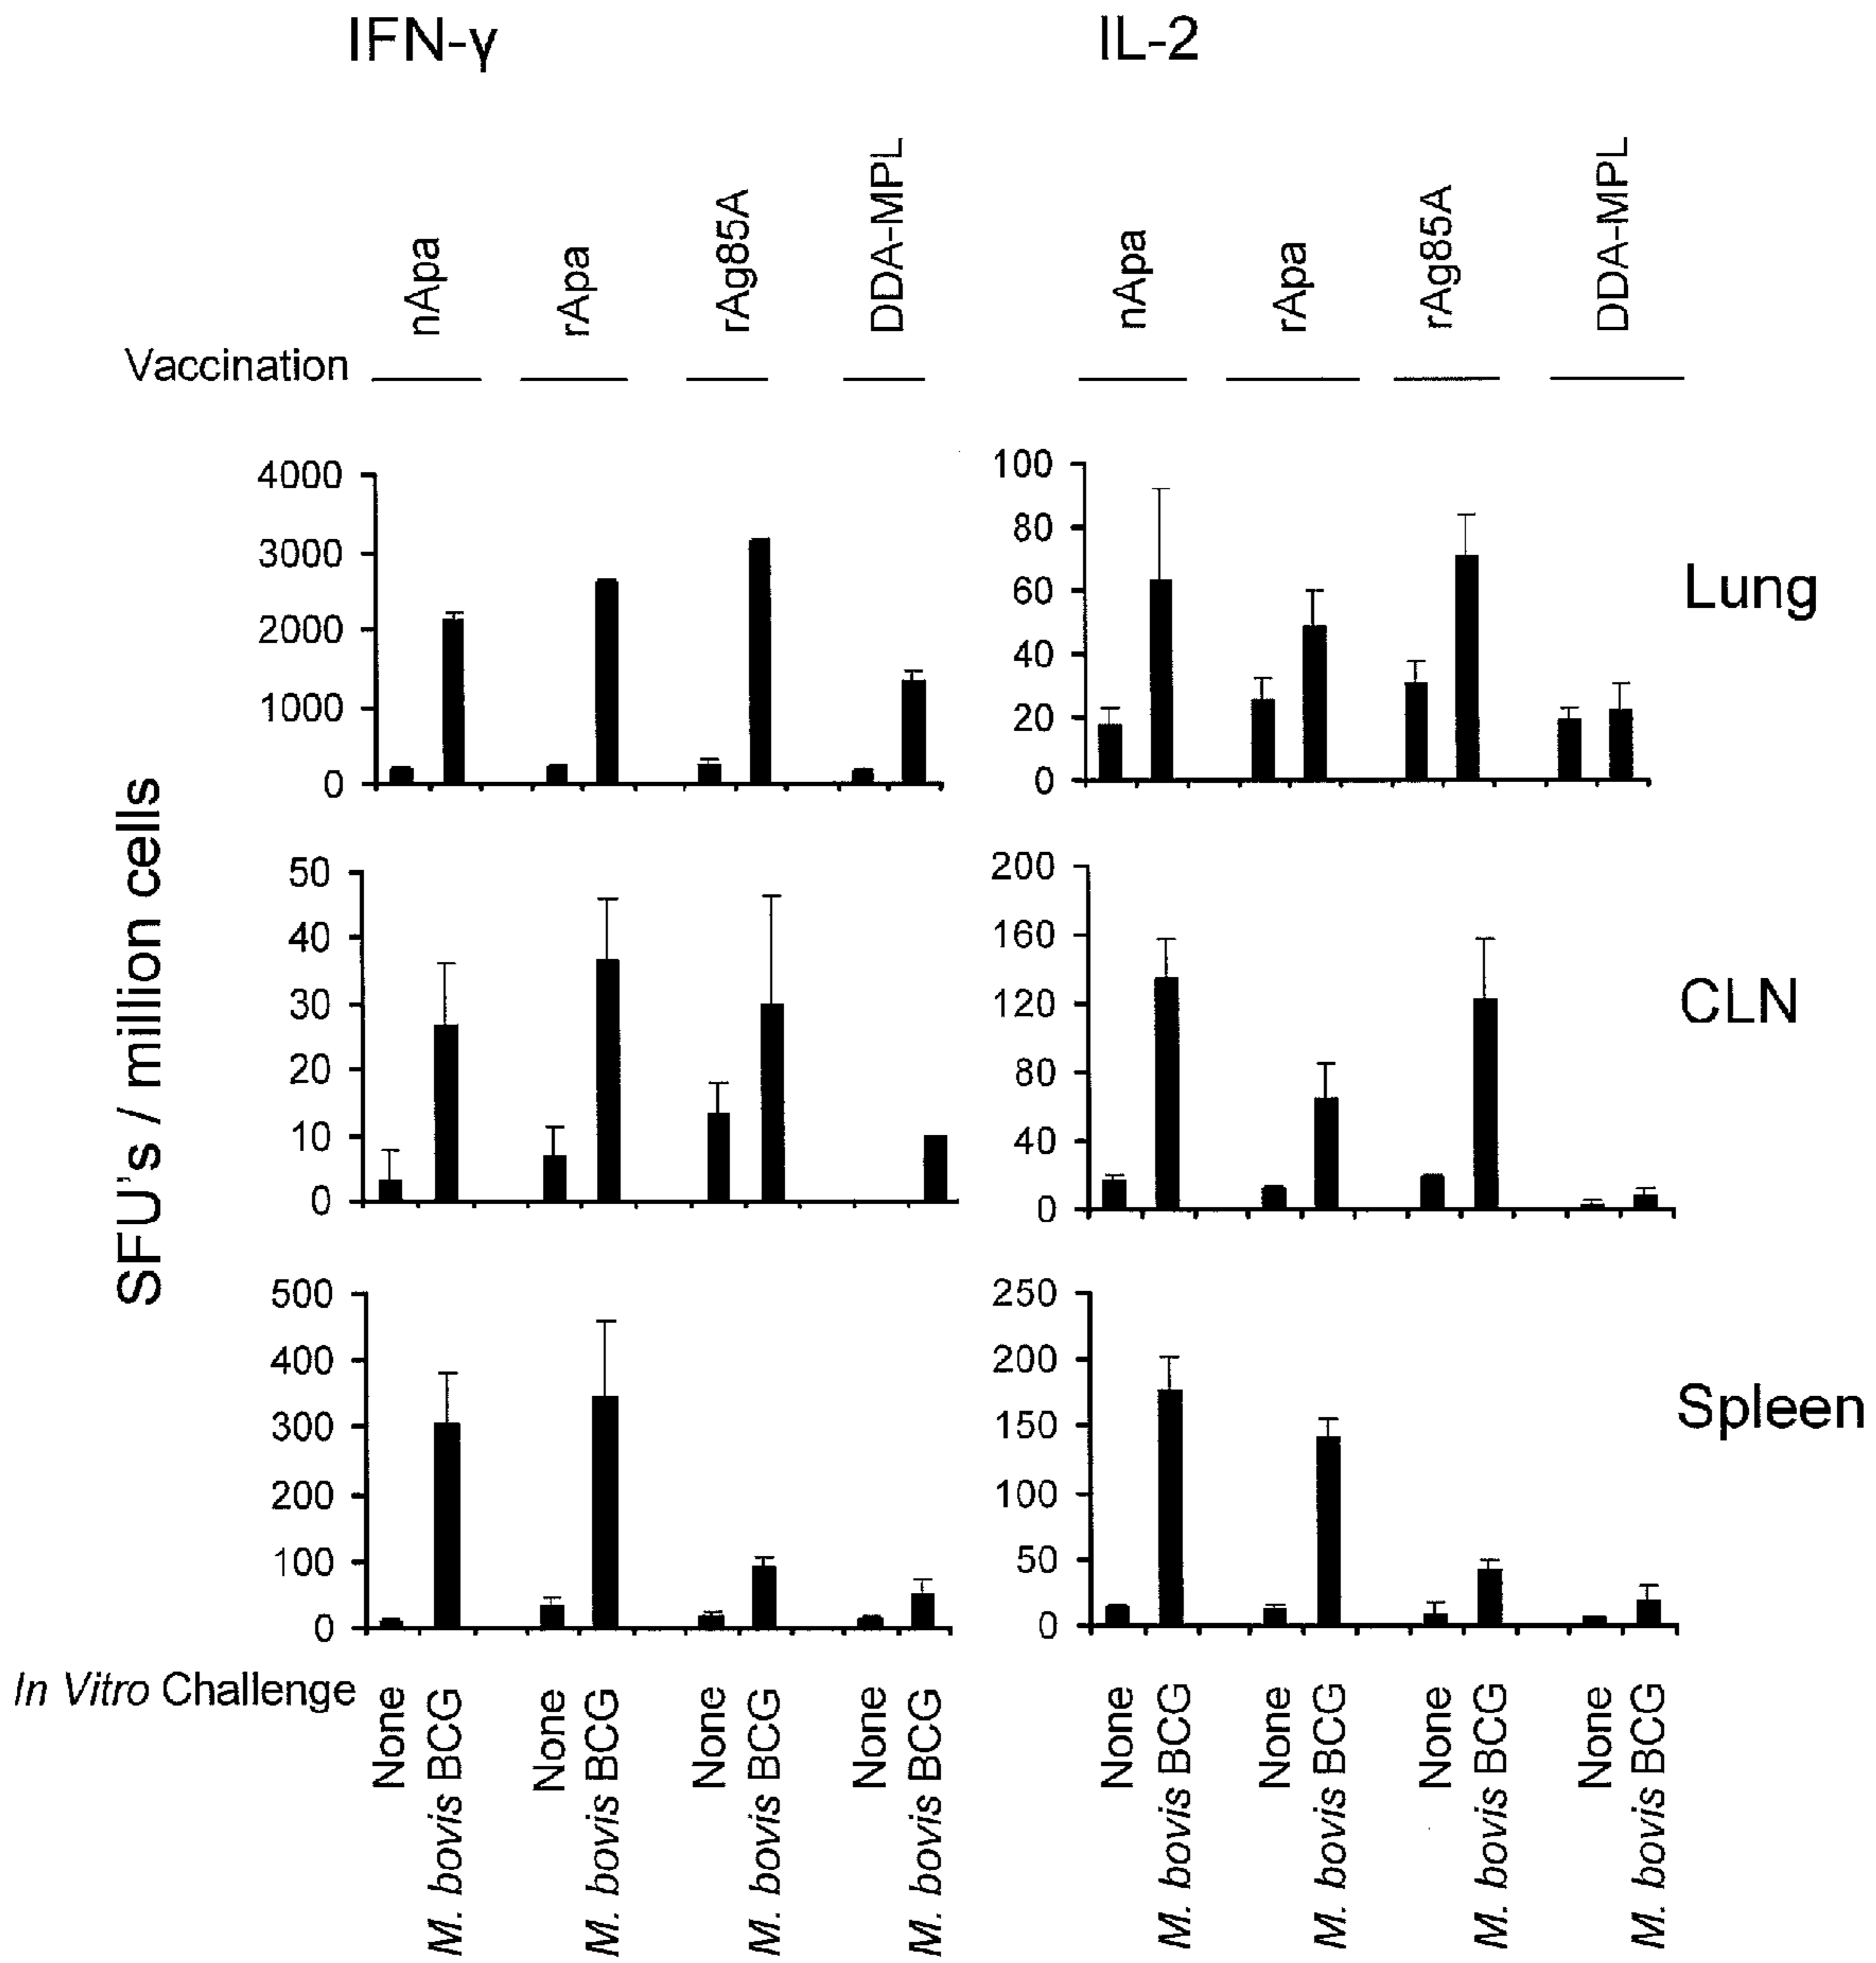 IFN-γ IL-2
nApa rApa rAg85A DDA-MPL nApa rApa rAg85A DDA-MPL
Vaccination
4000
3000
2000
1000
0
100
80
60
40
20
0
Lung
50
40
30
20
10
0
200
160
120
80
40
0
CLN
500
400
300
200
100
0
250
200
150
100
50
0
Spleen
SFU's / million cells
In Vitro Challenge
None
M. bovis BCG
None
M. bovis BCG
None
M. bovis BCG
None
M. bovis BCG
None
M. bovis BCG
None
M. bovis BCG
None
M. bovis BCG
None
M. bovis BCG